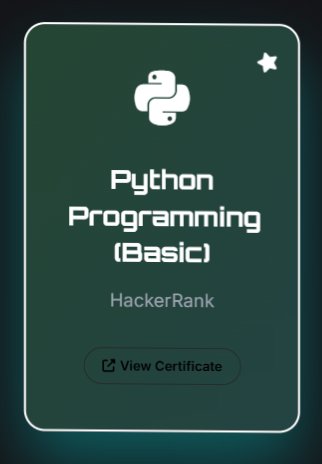 Python
Programming
(Basic)
HackerRank
View Certificate